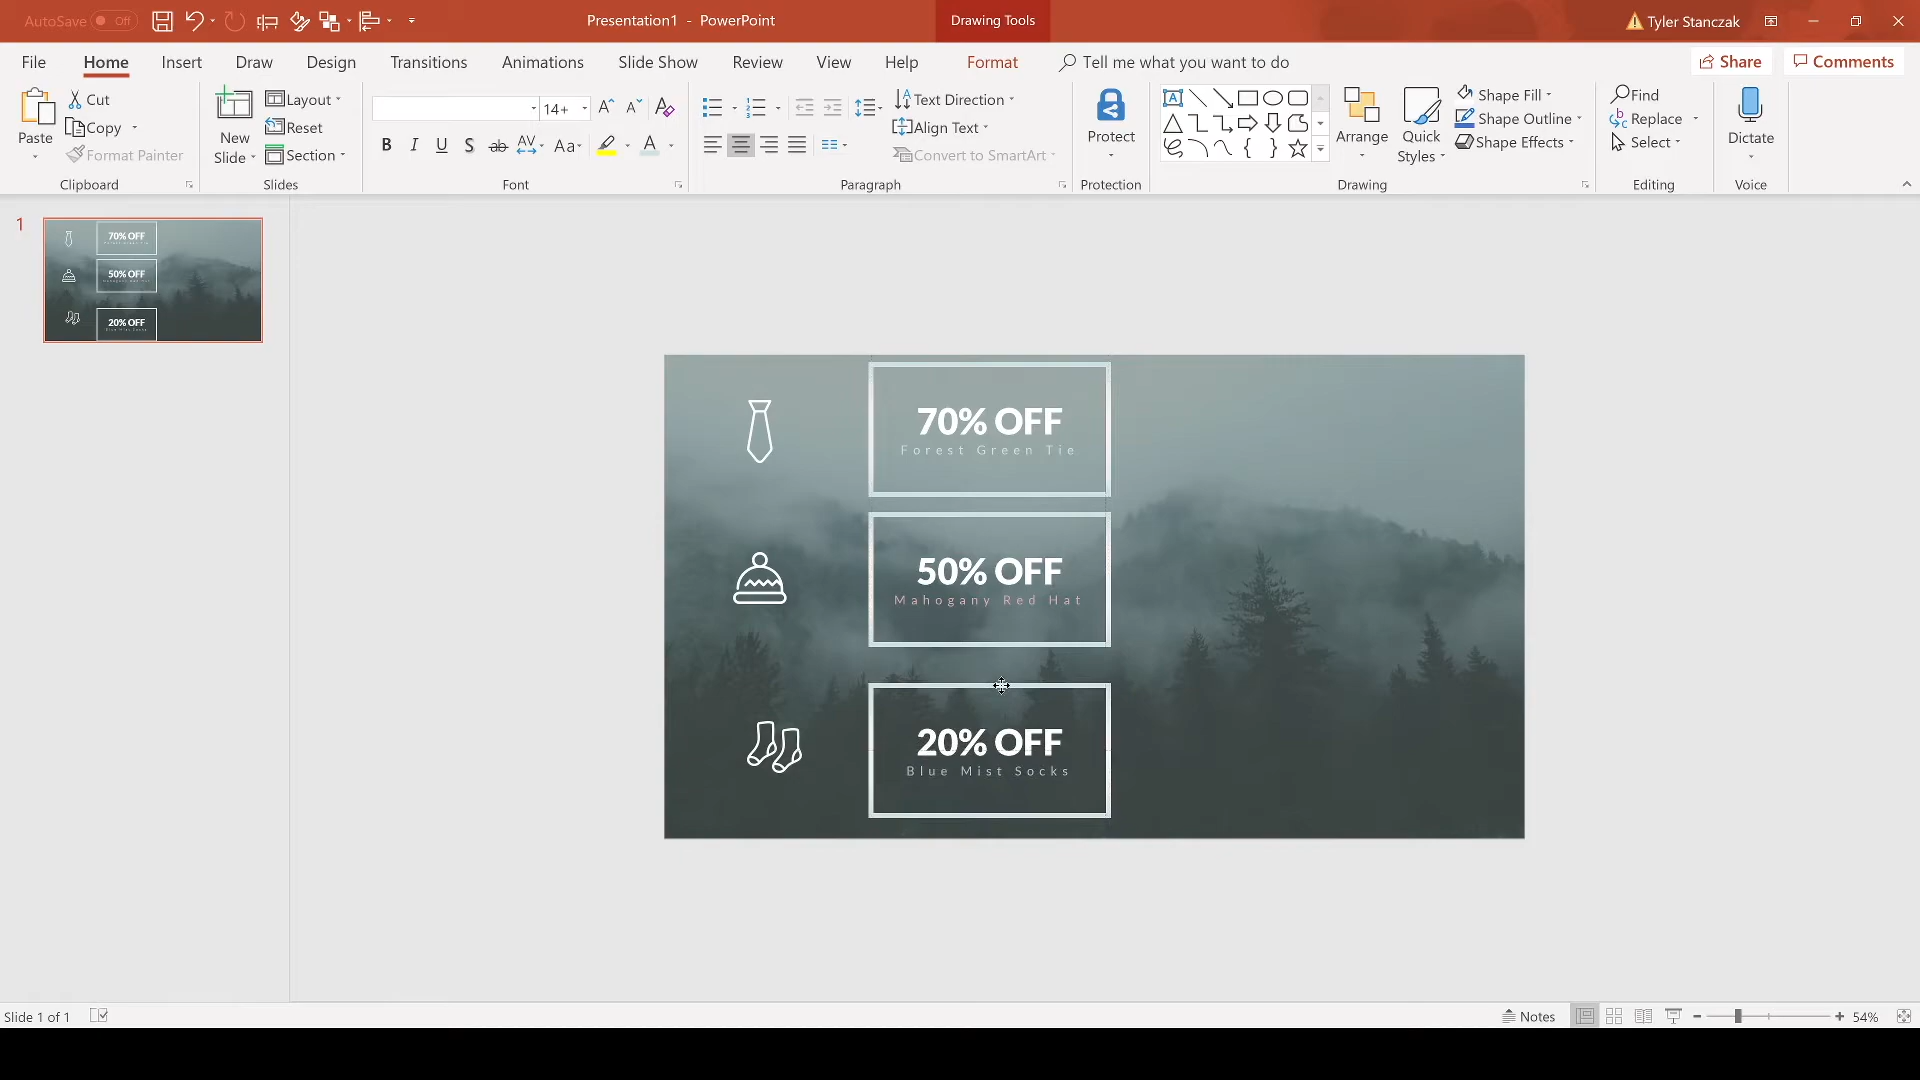 AutoSave Off
Presentation1 - PowerPoint
Drawing Tools
Tyler Stanczak
File Home Insert Draw Design Transitions Animations Slide Show Review View Help Format Tell me what you want to do Share Comments
Paste
Cut
Copy
Format Painter
Clipboard
New
Slide
Layout
Reset
Section
Slides
14+
B I U S ab AV Aa A
Font
Text Direction
Align Text
Convert to SmartArt
Paragraph
Protect
Protection
Arrange
Quick
Styles
Shape Fill
Shape Outline
Shape Effects
Drawing
Find
Replace
Select
Editing
Dictate
Voice
1
70% OFF
50% OFF
20% OFF
70% OFF
Forest Green Tie
50% OFF
Mahogany Red Hat
20% OFF
Blue Mist Socks
Slide 1 of 1
Notes
54%